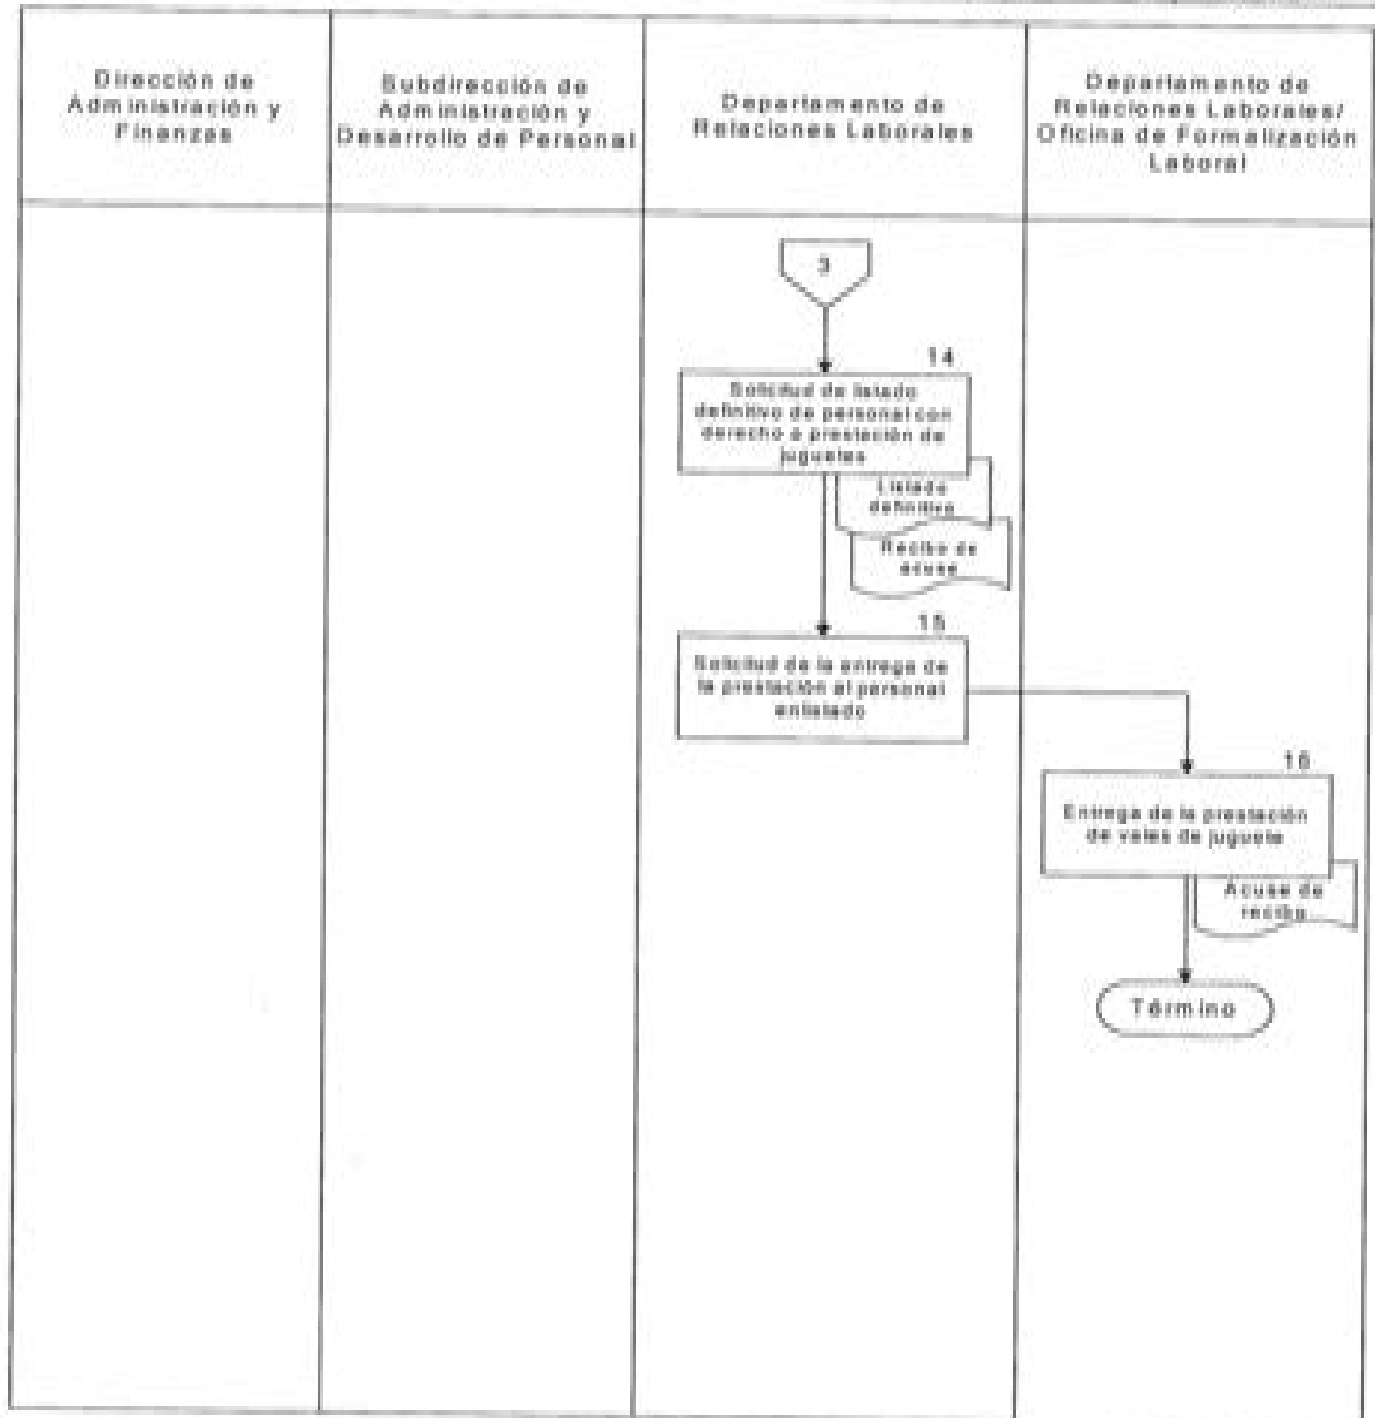 Dirección de
Administración y
Finanzas
Subdirección de
Administración y
Desarrollo de Personal
Departamento de
Relaciones Laborales
Departamento de
Relaciones Laborales/
Oficina de Formalización
Laboral
3
14
Solicitud de listado
definitivo de personal con
derecho a prestación de
juguetes
Listado
definitivo
Recibo de
acuse
15
Solicitud de la entrega de
la prestación al personal
enlistado
16
Entrega de la prestación
de vales de juguete
Acuse de
recibo
Término